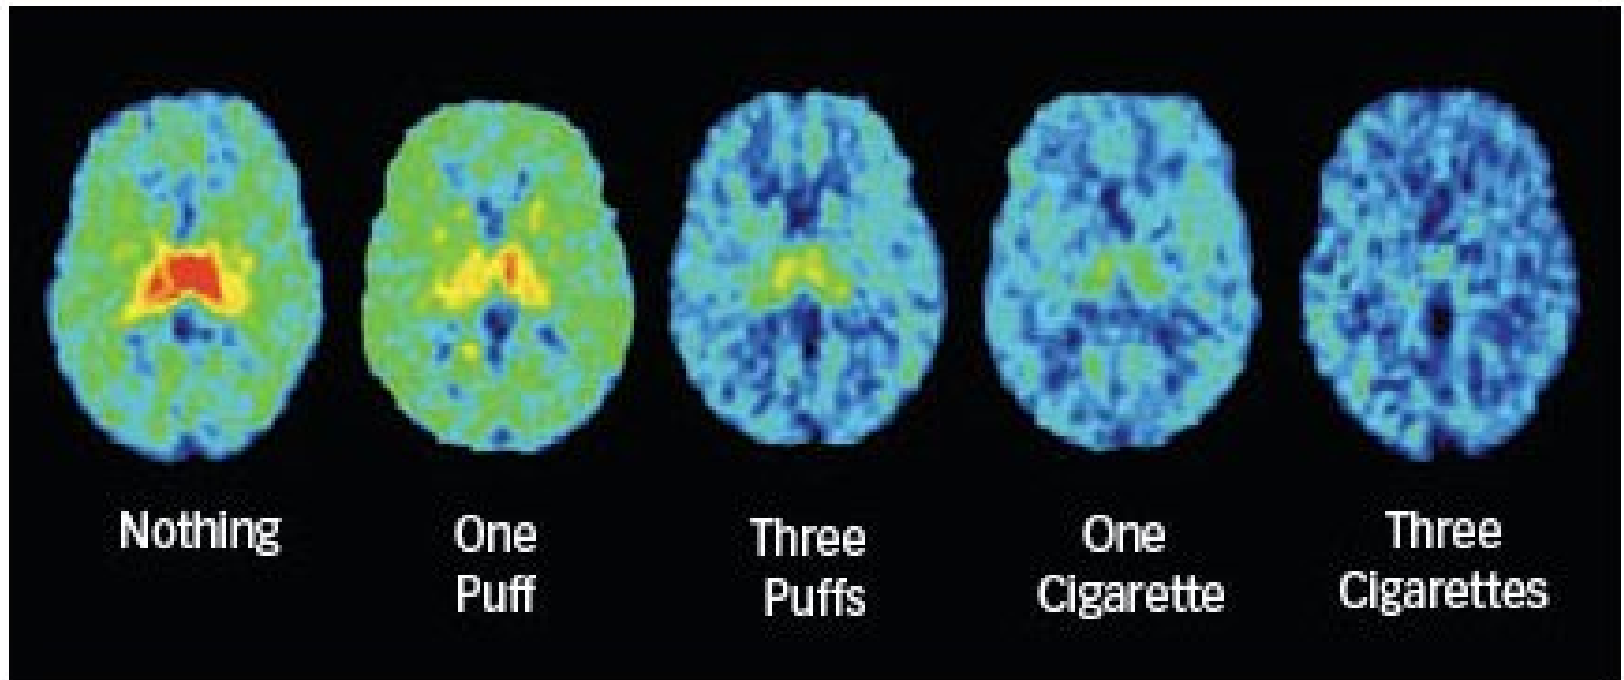 Nothing
One
Puff
Three
Puffs
One
Cigarette
Three
Cigarettes